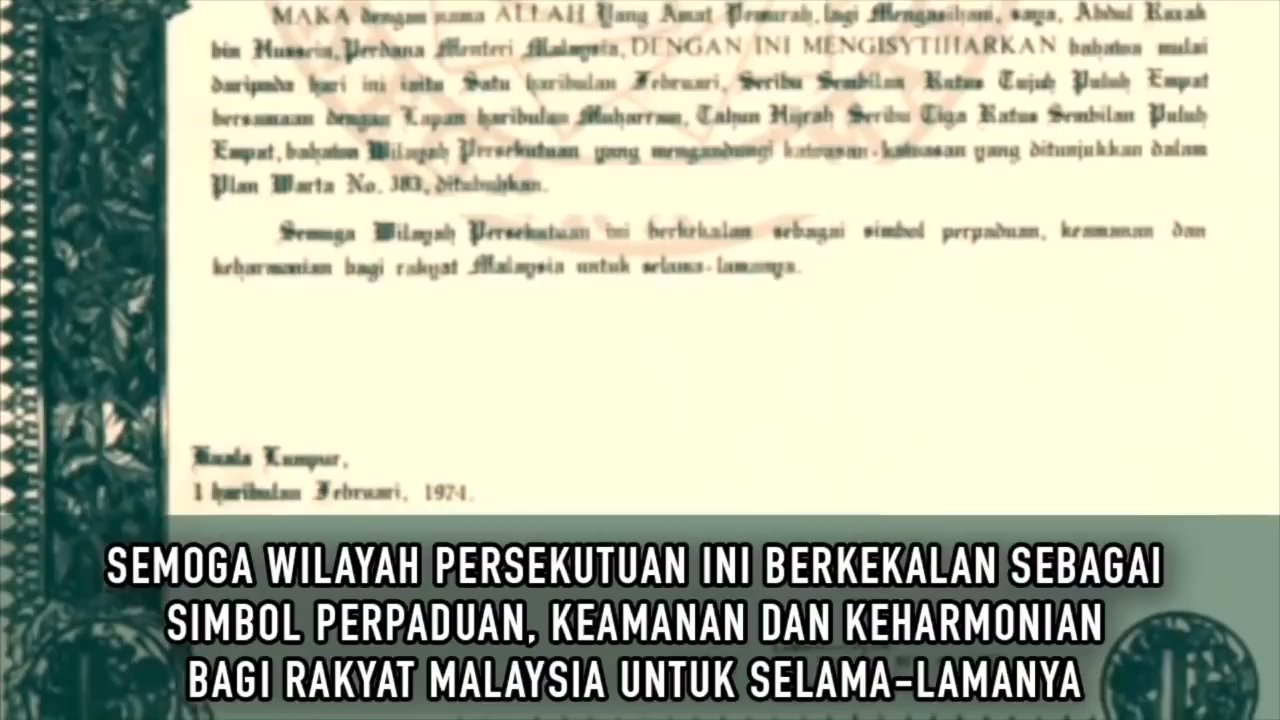 MAKA dengan nama ALLAH Yang Amat Pemurah, lagi Mengasihani, saya, Abdul Razak
bin Hussein, Perdana Menteri Malaysia, DENGAN INI MENGISYTIHARKAN bahawa mulai
daripada hari ini iaitu Satu haribulan Februari, Seribu Sembilan Ratus Tujuh Puluh Empat
bersamaan dengan Lapan haribulan Muharram, Tahun Hijrah Seribu Tiga Ratus Sembilan Puluh
Empat, bahawa Wilayah Persekutuan yang mengandungi kawasan-kawasan yang ditunjukkan dalam
Plan Warta No. 383, ditubuhkan.
Semoga Wilayah Persekutuan ini berkekalan sebagai simbol perpaduan, keamanan dan
keharmonian bagi rakyat Malaysia untuk selama-lamanya.
Kuala Lumpur,
1 haribulan Februari, 1974.
SEMOGA WILAYAH PERSEKUTUAN INI BERKEKALAN SEBAGAI
SIMBOL PERPADUAN, KEAMANAN DAN KEHARMONIAN
BAGI RAKYAT MALAYSIA UNTUK SELAMA-LAMANYA